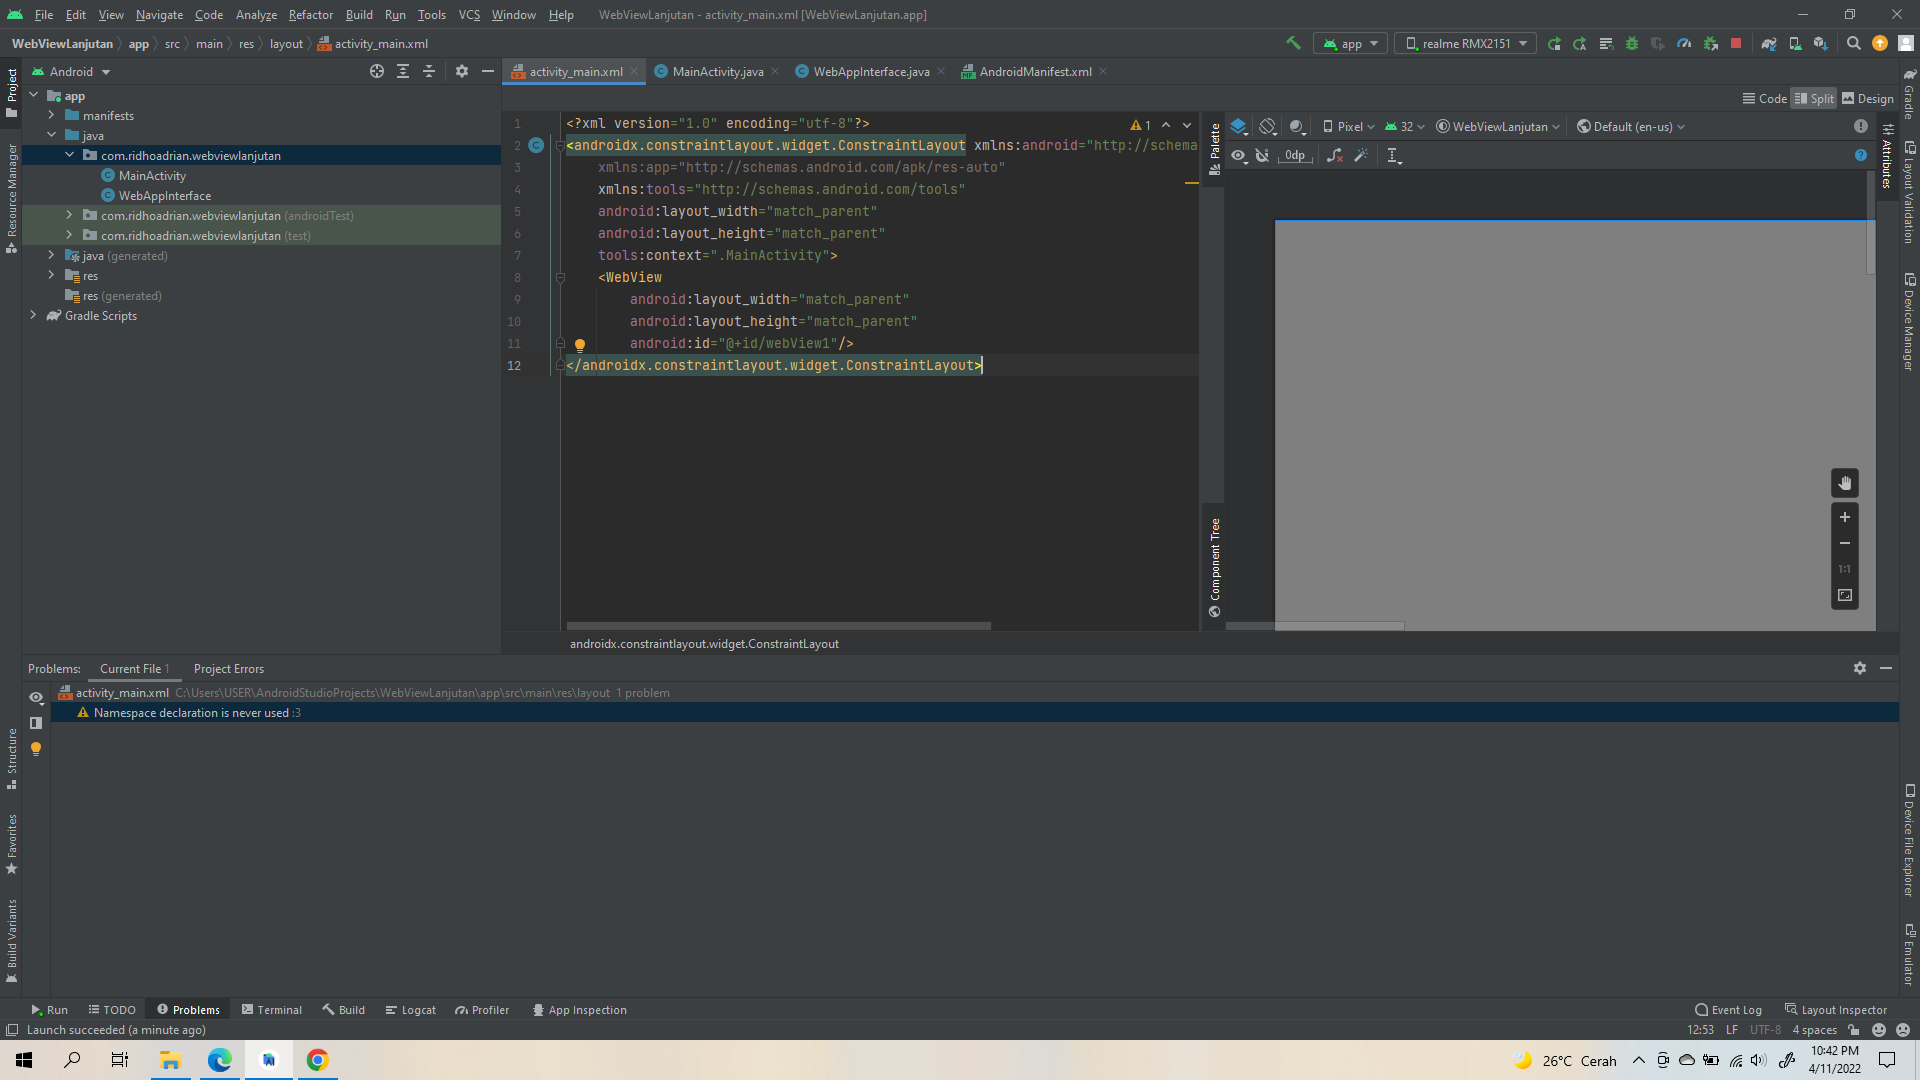 File Edit View Navigate Code Analyze Refactor Build Run Tools VCS Window Help WebViewLanjutan - activity_main.xml [WebViewLanjutan.app]
WebViewLanjutan app src main res layout activity_main.xml
app realme RMX2151
Android
activity_main.xml MainActivity.java WebAppInterface.java AndroidManifest.xml
Code Split Design
Project
Resource Manager
Structure
Favorites
Build Variants
app
manifests
java
com.ridhoadrian.webviewlanjutan
MainActivity
WebAppInterface
com.ridhoadrian.webviewlanjutan (androidTest)
com.ridhoadrian.webviewlanjutan (test)
java (generated)
res
res (generated)
Gradle Scripts
1 <?xml version="1.0" encoding="utf-8"?>
2 <androidx.constraintlayout.widget.ConstraintLayout xmlns:android="http://schema
3 xmlns:app="http://schemas.android.com/apk/res-auto"
4 xmlns:tools="http://schemas.android.com/tools"
5 android:layout_width="match_parent"
6 android:layout_height="match_parent"
7 tools:context=".MainActivity">
8 <WebView
9 android:layout_width="match_parent"
10 android:layout_height="match_parent"
11 android:id="@+id/webView1"/>
12 </androidx.constraintlayout.widget.ConstraintLayout>
1
androidx.constraintlayout.widget.ConstraintLayout
Palette
Component Tree
Pixel 32 WebViewLanjutan Default (en-us)
0dp
1:1
Attributes
Gradle
Layout Validation
Device Manager
Device File Explorer
Emulator
Problems: Current File 1 Project Errors
activity_main.xml C:\Users\USER\AndroidStudioProjects\WebViewLanjutan\app\src\main\res\layout 1 problem
Namespace declaration is never used :3
Run TODO Problems Terminal Build Logcat Profiler App Inspection Event Log Layout Inspector
Launch succeeded (a minute ago) 12:53 LF UTF-8 4 spaces
26°C Cerah 10:42 PM
4/11/2022